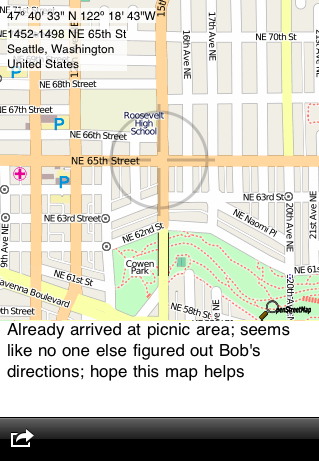 47° 40' 33" N 122° 18' 43"W
1452-1498 NE 65th St
Seattle, Washington
United States
15th
17th Ave NE
16th Ave NE
NE 70th St
NE 68th Street
P
NE 67th Street
Roosevelt
High
School
P
NE 66th Street
NE 65th Street
P
NE 63rd St
NE 63rd Street
20th Ave NE
21st Ave NE
NE Naomi Pl
9th Ave NE
NE 62nd St
Cowen
Park
NE 61st St
NE 61s
avenna Boulevard
NE 58th Street
20th A
OpenStreetMap
Already arrived at picnic area; seems
like no one else figured out Bob's
directions; hope this map helps